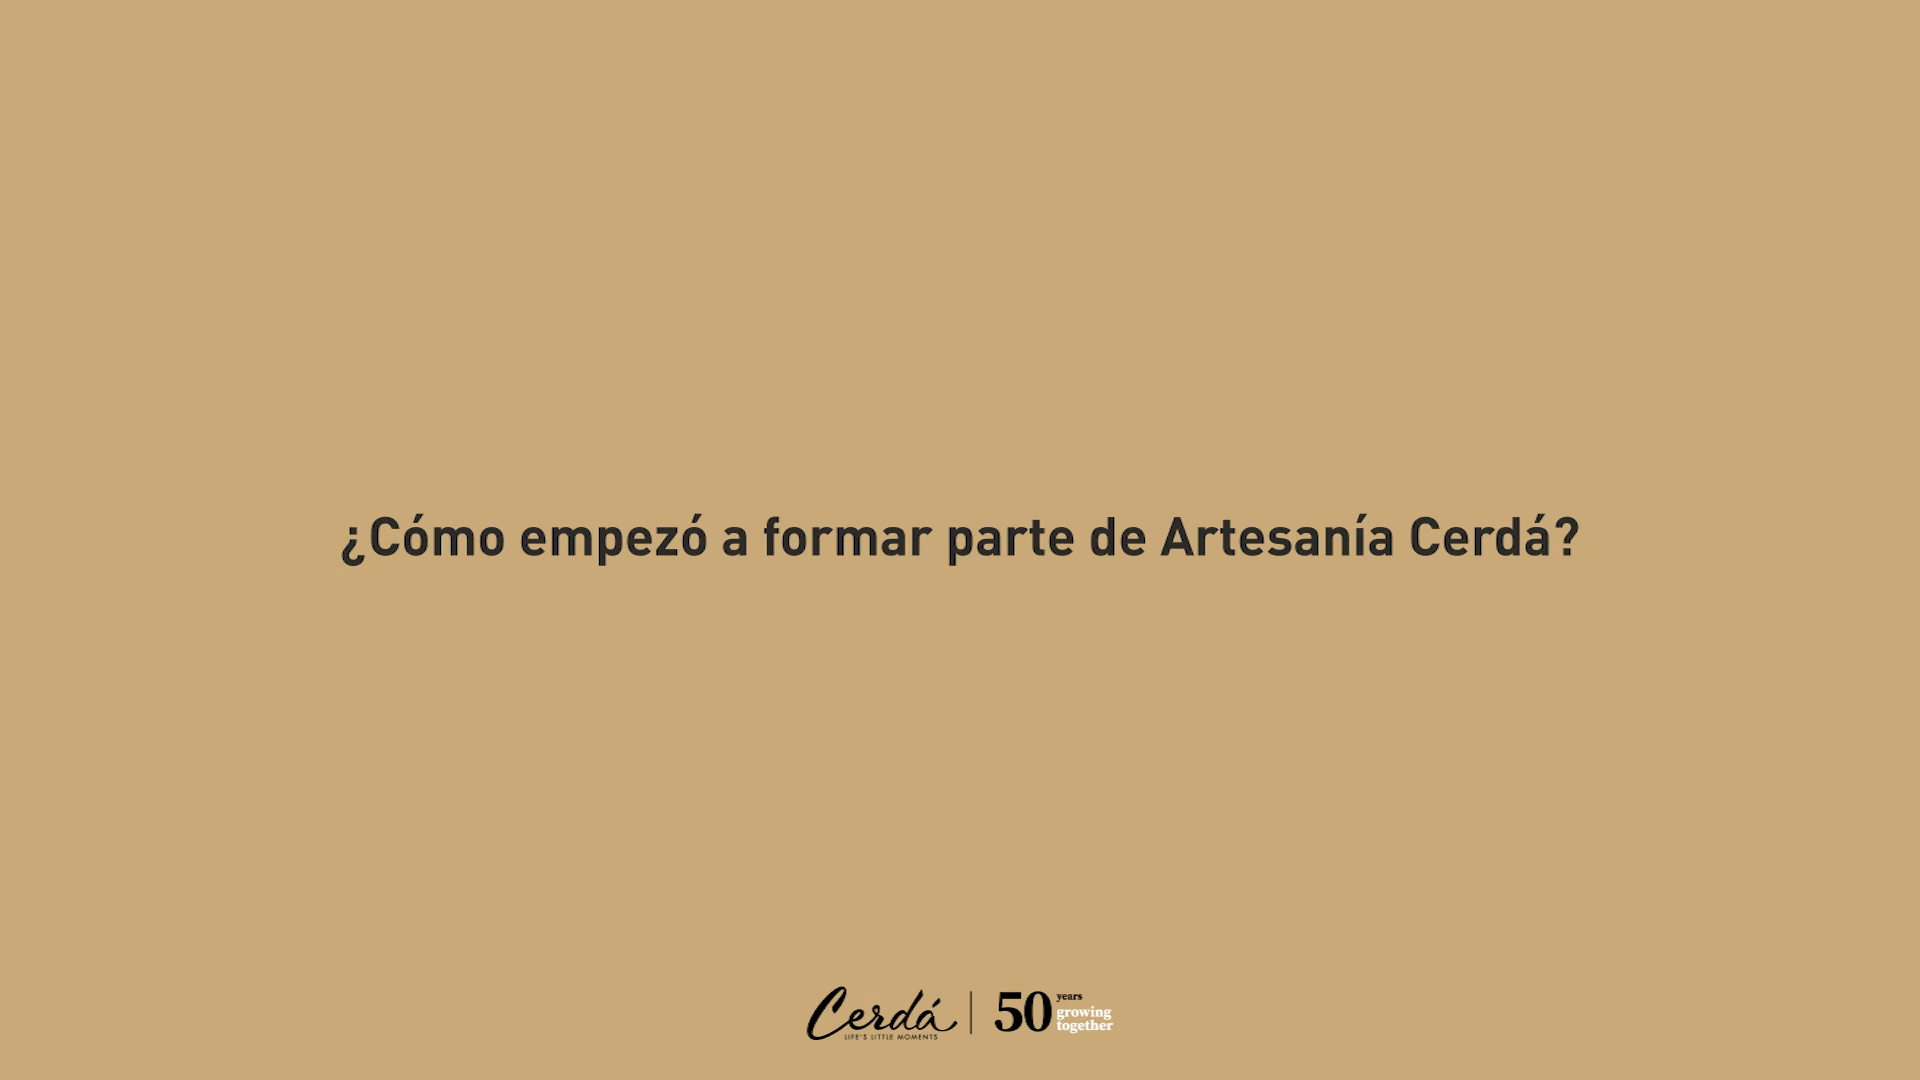 ¿Cómo empezó a formar parte de Artesanía Cerdá?
Cerdá
LIFE'S LITTLE MOMENTS
50 years
growing
together